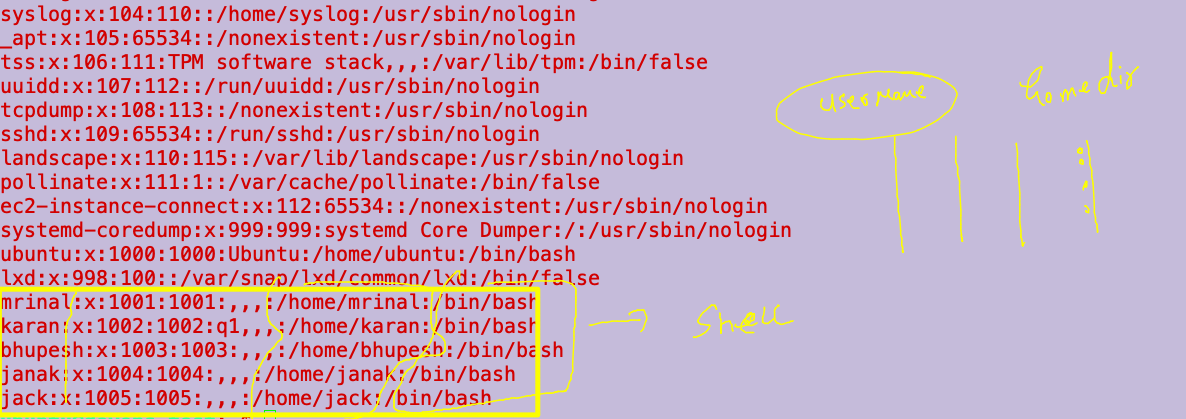 syslog:x:104:110::/home/syslog:/usr/sbin/nologin
_apt:x:105:65534::/nonexistent:/usr/sbin/nologin
tss:x:106:111:TPM software stack,,,:/var/lib/tpm:/bin/false
uuidd:x:107:112::/run/uuidd:/usr/sbin/nologin
tcpdump:x:108:113::/nonexistent:/usr/sbin/nologin
sshd:x:109:65534::/run/sshd:/usr/sbin/nologin
landscape:x:110:115::/var/lib/landscape:/usr/sbin/nologin
pollinate:x:111:1::/var/cache/pollinate:/bin/false
ec2-instance-connect:x:112:65534::/nonexistent:/usr/sbin/nologin
systemd-coredump:x:999:999:systemd Core Dumper:/:/usr/sbin/nologin
ubuntu:x:1000:1000:Ubuntu:/home/ubuntu:/bin/bash
lxd:x:998:100::/var/snap/lxd/common/lxd:/bin/false
mrinal:x:1001:1001:,,,:/home/mrinal:/bin/bash
karan:x:1002:1002:q1,,,:/home/karan:/bin/bash
bhupesh:x:1003:1003:,,,:/home/bhupesh:/bin/bash
janak:x:1004:1004:,,,:/home/janak:/bin/bash
jack:x:1005:1005:,,,:/home/jack:/bin/bash
username
home dir
Shell